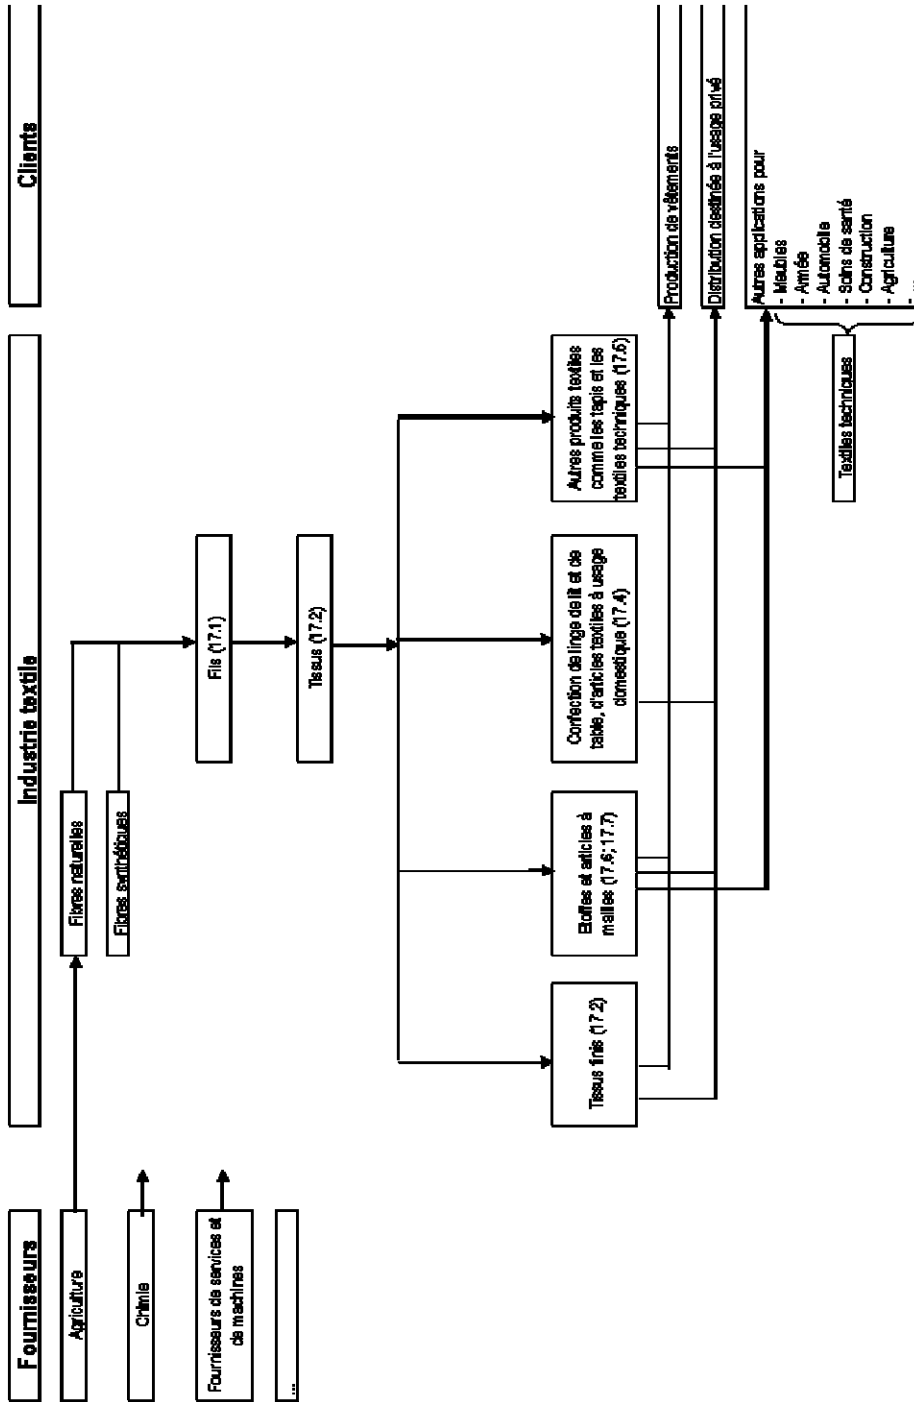 Fournisseurs
Industrie textile
Clients
Agriculture
Chimie
Fournisseurs de services et
de machines
...
Fibres naturelles
Fibres synthétiques
Fils (17.1)
Tissus (17.2)
Tissus finis (17.2)
Etoffes et articles à
mailles (17.6; 17.7)
Confection de linge de lit et de
table, d'articles textiles à usage
domestique (17.4)
Autres produits textiles
comme les tapis et les
textiles techniques (17.6)
Production de vêtements
Distribution destinée à l'usage privé
Autres applications pour
- Meubles
- Armée
- Automobile
- Soins de santé
- Construction
- Agriculture
- ...
Textiles techniques